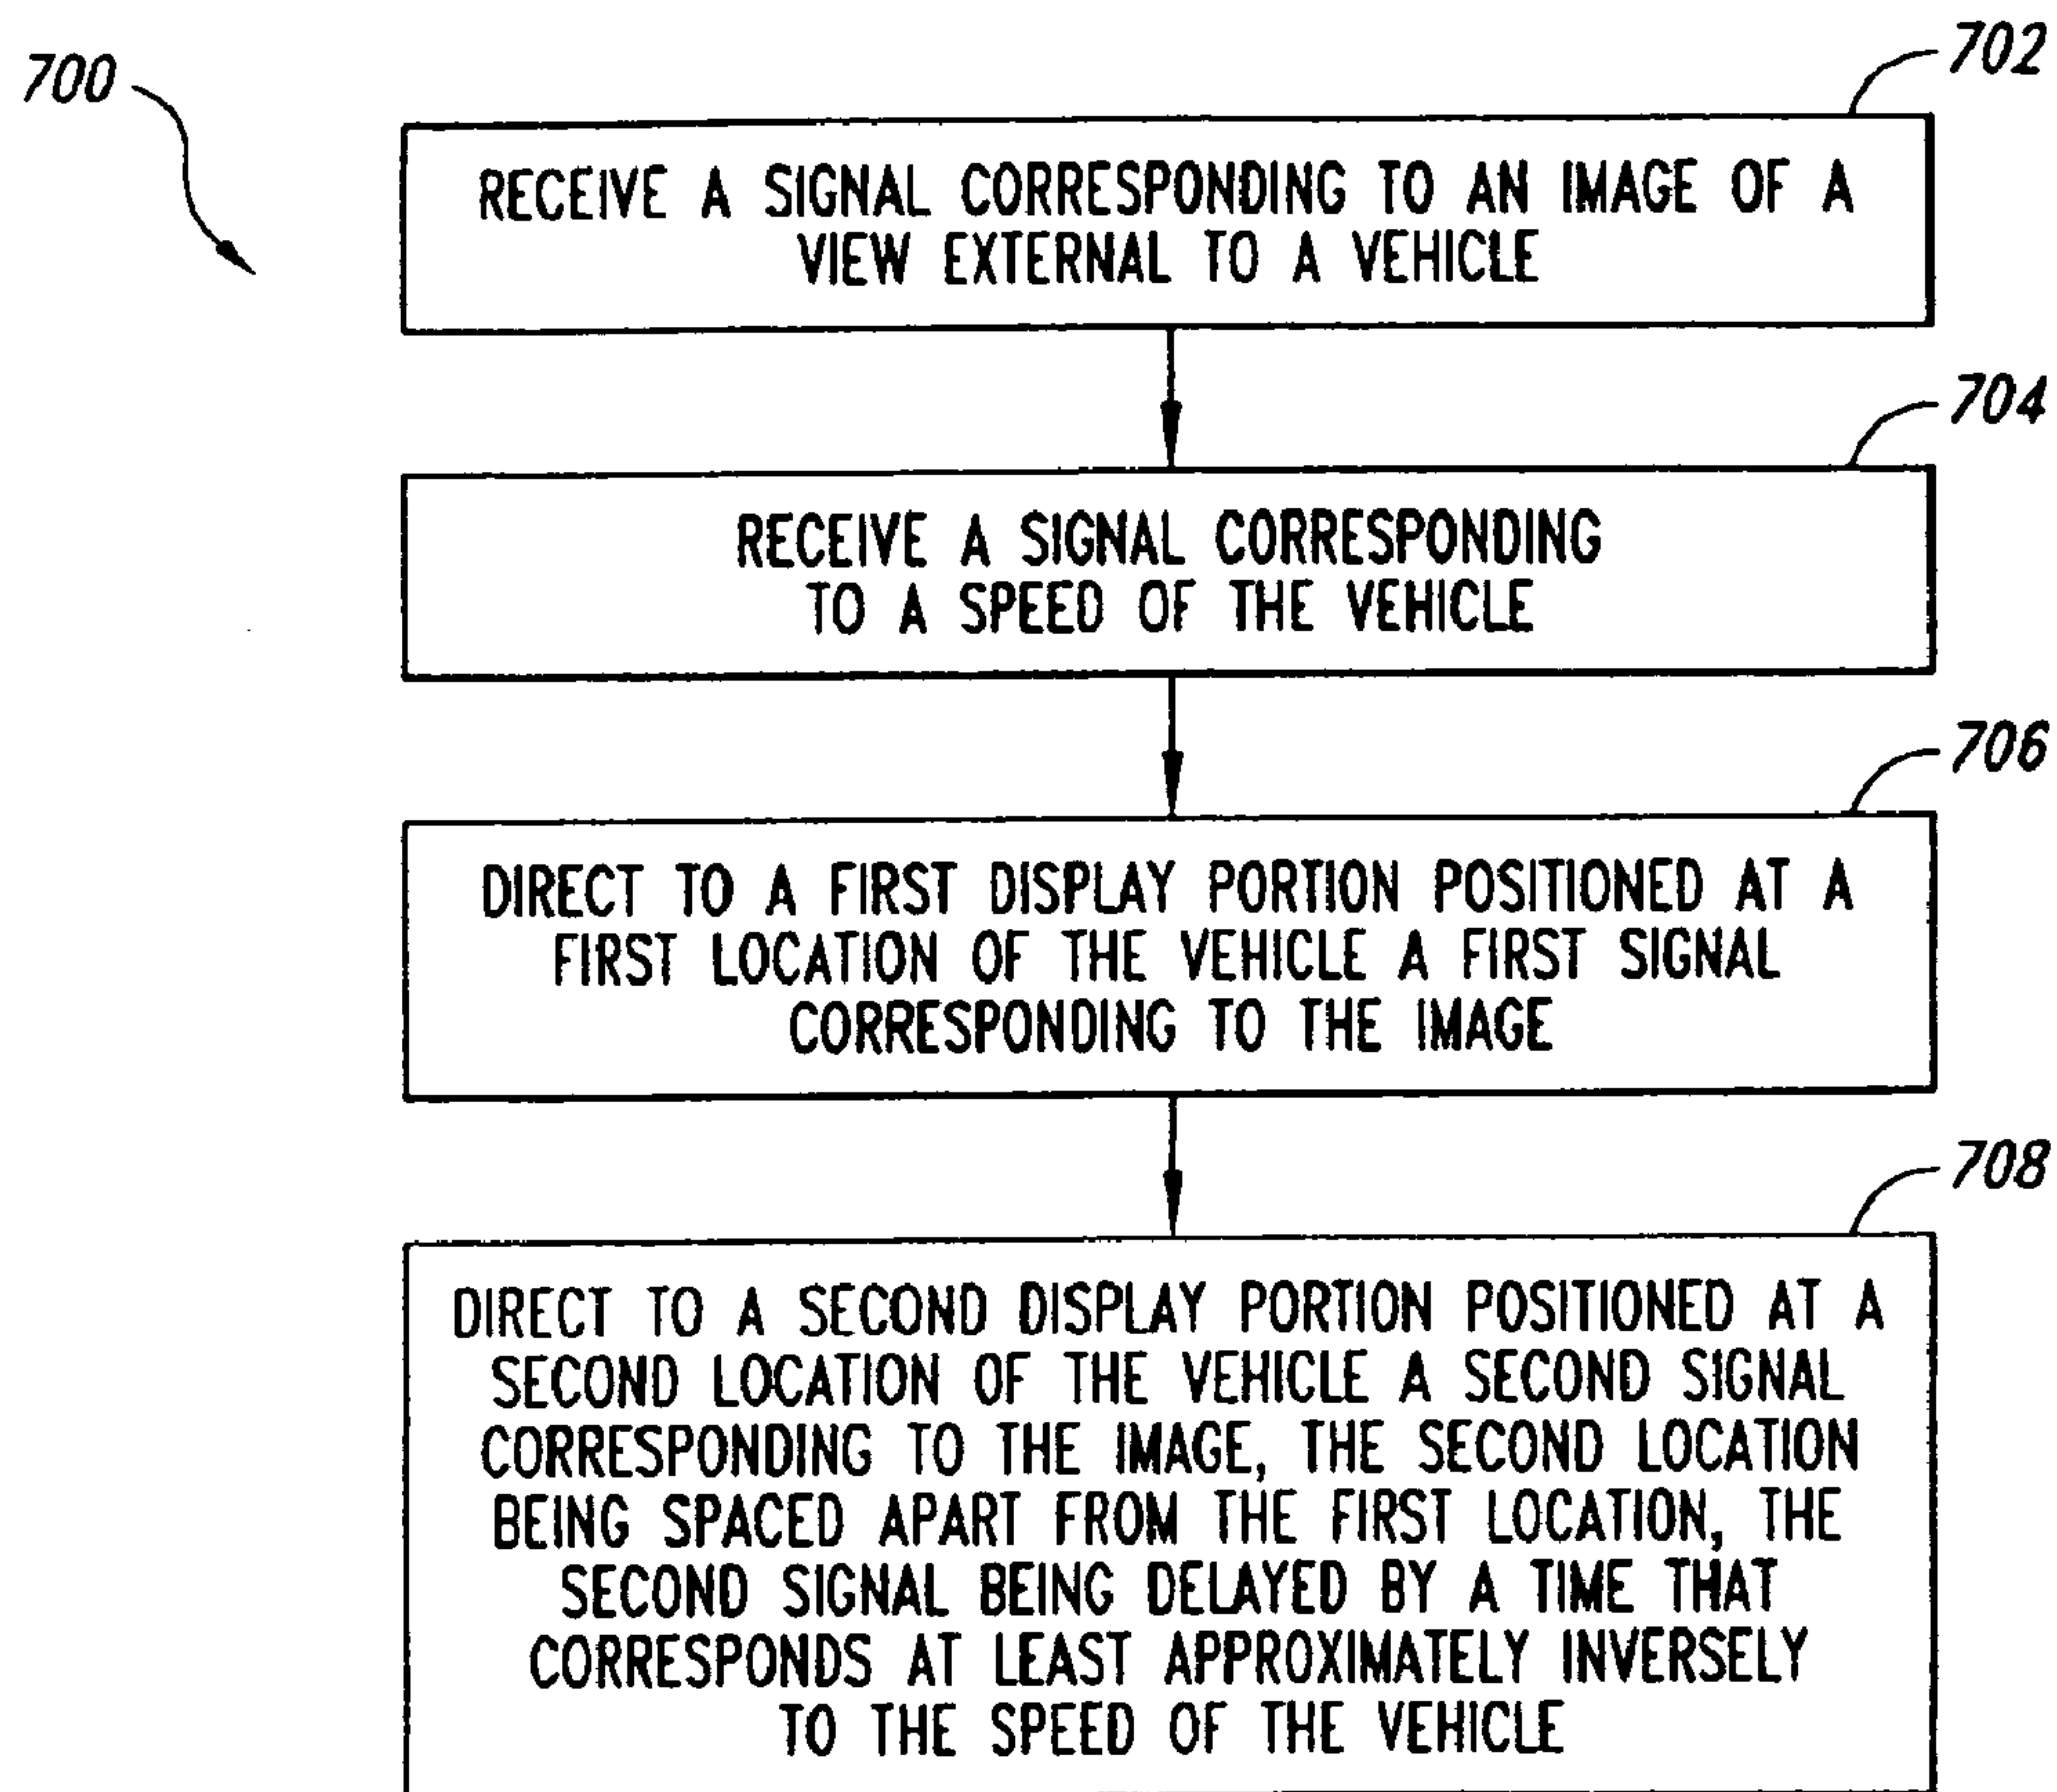 700
702
RECEIVE A SIGNAL CORRESPONDING TO AN IMAGE OF A
VIEW EXTERNAL TO A VEHICLE
704
RECEIVE A SIGNAL CORRESPONDING
TO A SPEED OF THE VEHICLE
706
DIRECT TO A FIRST DISPLAY PORTION POSITIONED AT A
FIRST LOCATION OF THE VEHICLE A FIRST SIGNAL
CORRESPONDING TO THE IMAGE
708
DIRECT TO A SECOND DISPLAY PORTION POSITIONED AT A
SECOND LOCATION OF THE VEHICLE A SECOND SIGNAL
CORRESPONDING TO THE IMAGE, THE SECOND LOCATION
BEING SPACED APART FROM THE FIRST LOCATION, THE
SECOND SIGNAL BEING DELAYED BY A TIME THAT
CORRESPONDS AT LEAST APPROXIMATELY INVERSELY
TO THE SPEED OF THE VEHICLE